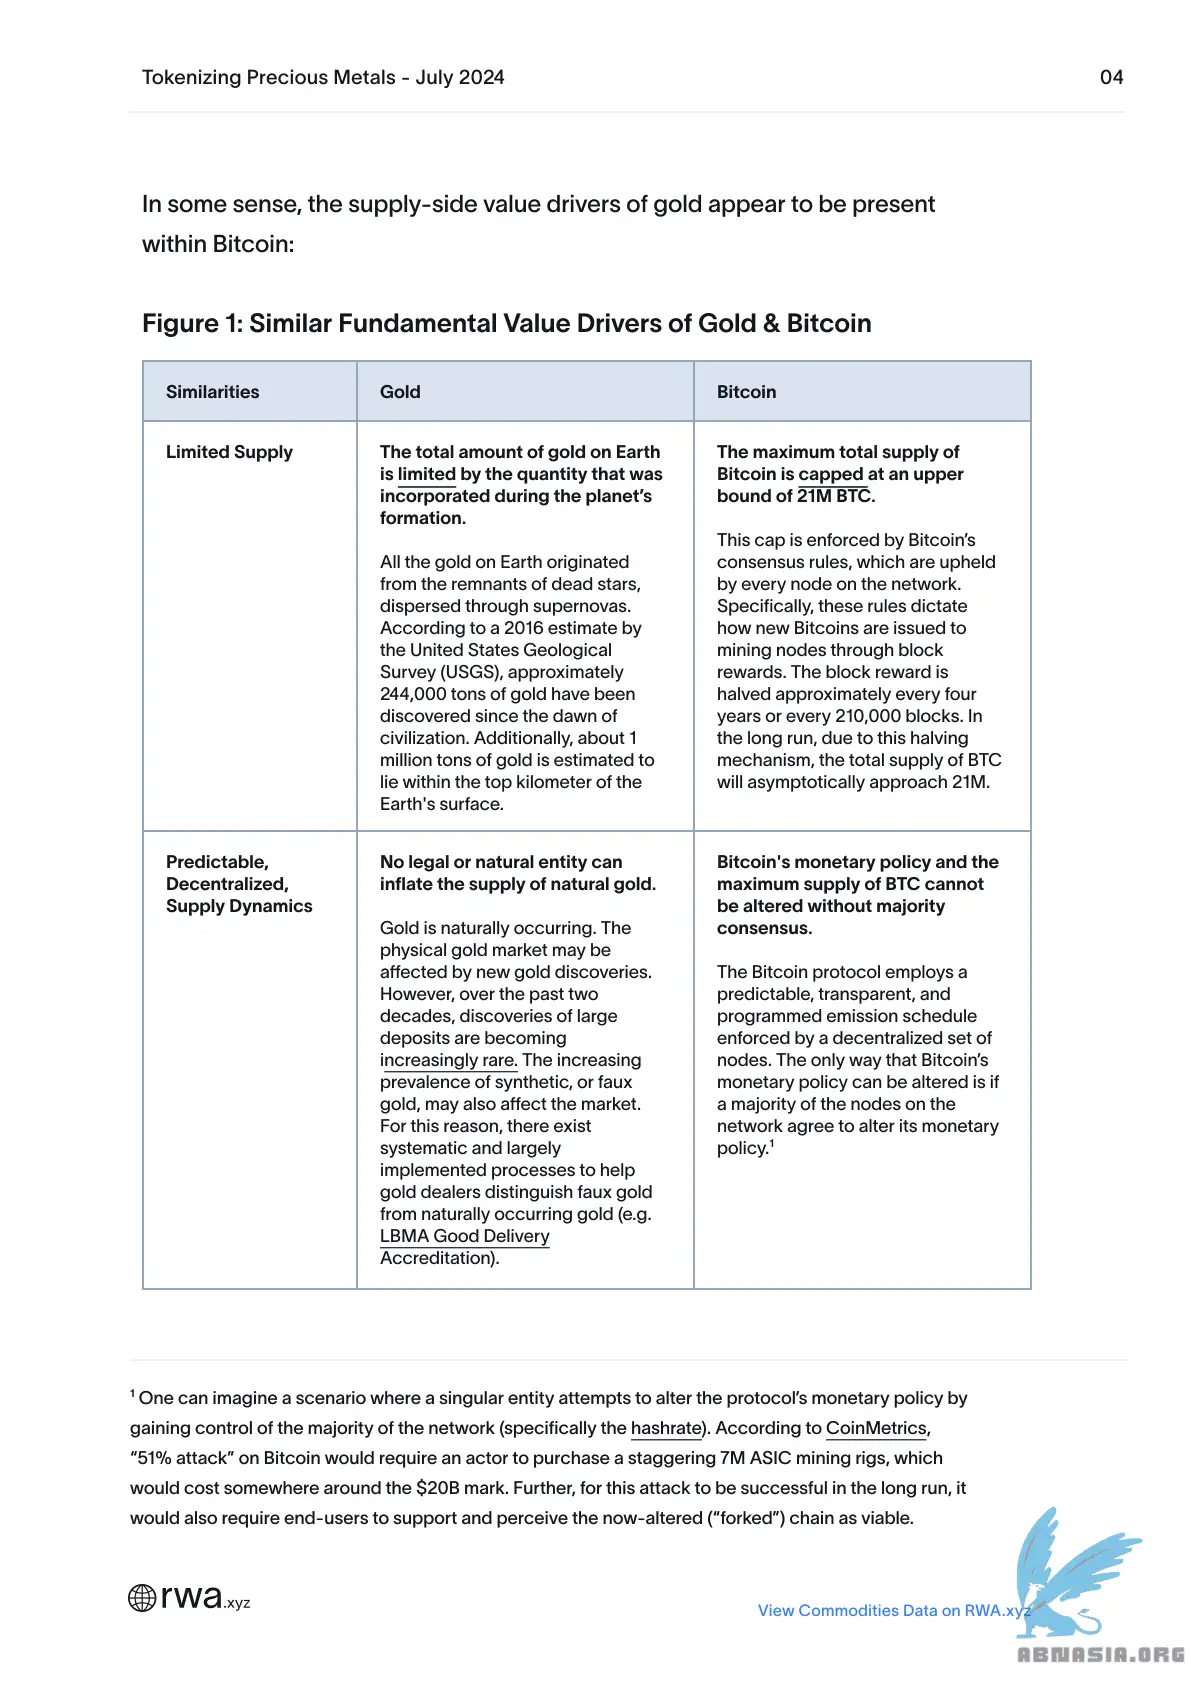 Tokenizing Precious Metals - July 2024
04
In some sense, the supply-side value drivers of gold appear to be present
within Bitcoin:
Figure 1: Similar Fundamental Value Drivers of Gold & Bitcoin
Similarities
Gold
Bitcoin
Limited Supply
The total amount of gold on Earth
is limited by the quantity that was
incorporated during the planet’s
formation.
All the gold on Earth originated
from the remnants of dead stars,
dispersed through supernovas.
According to a 2016 estimate by
the United States Geological
Survey (USGS), approximately
244,000 tons of gold have been
discovered since the dawn of
civilization. Additionally, about 1
million tons of gold is estimated to
lie within the top kilometer of the
Earth's surface.
The maximum total supply of
Bitcoin is capped at an upper
bound of 21M BTC.
This cap is enforced by Bitcoin’s
consensus rules, which are upheld
by every node on the network.
Specifically, these rules dictate
how new Bitcoins are issued to
mining nodes through block
rewards. The block reward is
halved approximately every four
years or every 210,000 blocks. In
the long run, due to this halving
mechanism, the total supply of BTC
will asymptotically approach 21M.
Predictable,
Decentralized,
Supply Dynamics
No legal or natural entity can
inflate the supply of natural gold.
Gold is naturally occurring. The
physical gold market may be
affected by new gold discoveries.
However, over the past two
decades, discoveries of large
deposits are becoming
increasingly rare. The increasing
prevalence of synthetic, or faux
gold, may also affect the market.
For this reason, there exist
systematic and largely
implemented processes to help
gold dealers distinguish faux gold
from naturally occurring gold (e.g.
LBMA Good Delivery
Accreditation).
Bitcoin's monetary policy and the
maximum supply of BTC cannot
be altered without majority
consensus.
The Bitcoin protocol employs a
predictable, transparent, and
programmed emission schedule
enforced by a decentralized set of
nodes. The only way that Bitcoin’s
monetary policy can be altered is if
a majority of the nodes on the
network agree to alter its monetary
policy.¹
¹ One can imagine a scenario where a singular entity attempts to alter the protocol’s monetary policy by
gaining control of the majority of the network (specifically the hashrate). According to CoinMetrics,
“51% attack” on Bitcoin would require an actor to purchase a staggering 7M ASIC mining rigs, which
would cost somewhere around the $20B mark. Further, for this attack to be successful in the long run, it
would also require end-users to support and perceive the now-altered (“forked”) chain as viable.
rwa.xyz
View Commodities Data on RWA.xyz
ABNASIA.ORG